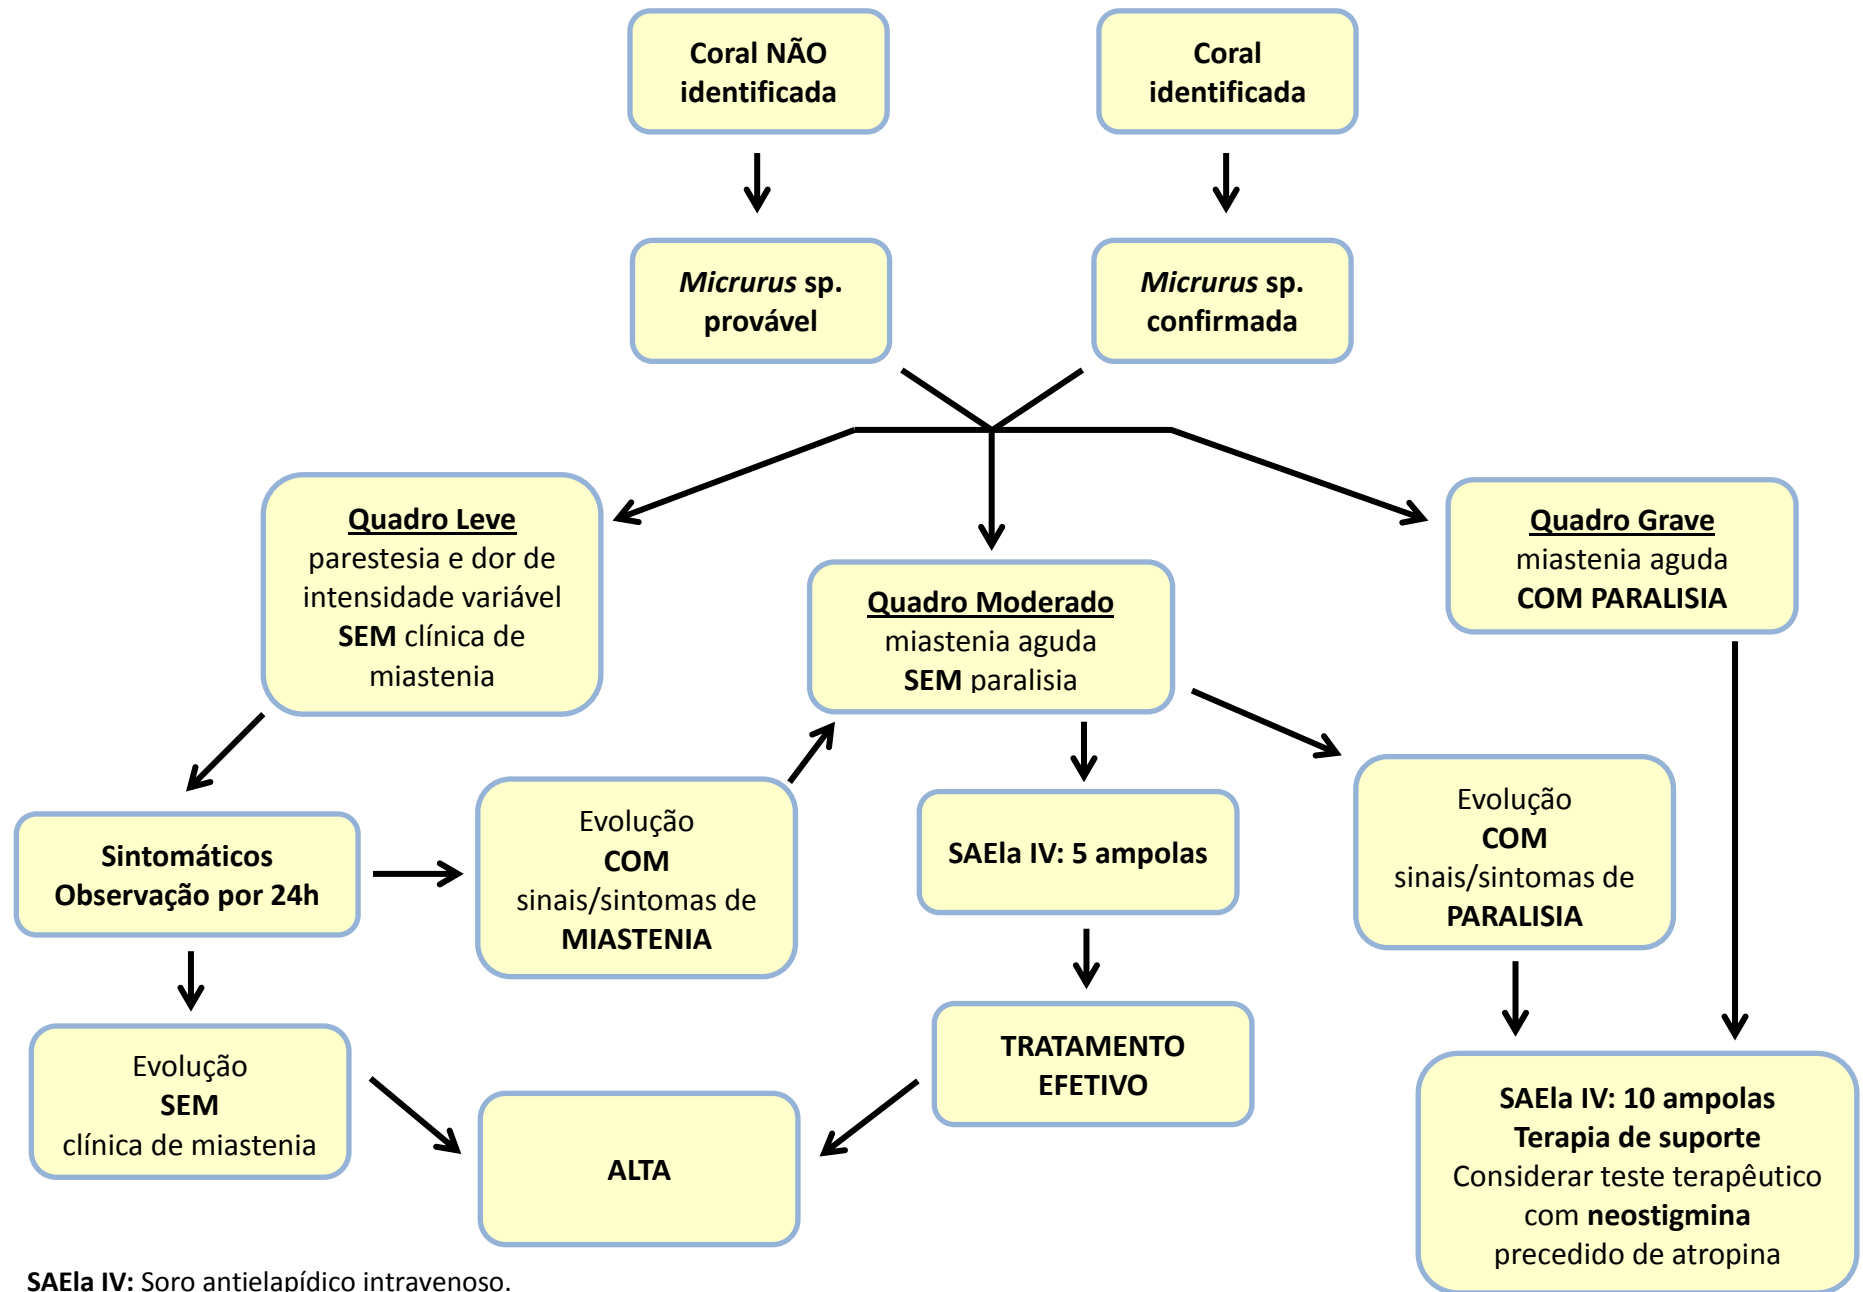 Coral NÃO
identificada
Coral
identificada
Micrurus sp.
provável
Micrurus sp.
confirmada
Quadro Leve
parestesia e dor de
intensidade variável
SEM clínica de
miastenia
Quadro Moderado
miastenia aguda
SEM paralisia
Quadro Grave
miastenia aguda
COM PARALISIA
Sintomáticos
Observação por 24h
Evolução
COM
sinais/sintomas de
MIASTENIA
SAEla IV: 5 ampolas
Evolução
COM
sinais/sintomas de
PARALISIA
Evolução
SEM
clínica de miastenia
ALTA
TRATAMENTO
EFETIVO
SAEla IV: 10 ampolas
Terapia de suporte
Considerar teste terapêutico
com neostigmina
precedido de atropina
SAEla IV: Soro antielapídico intravenoso.